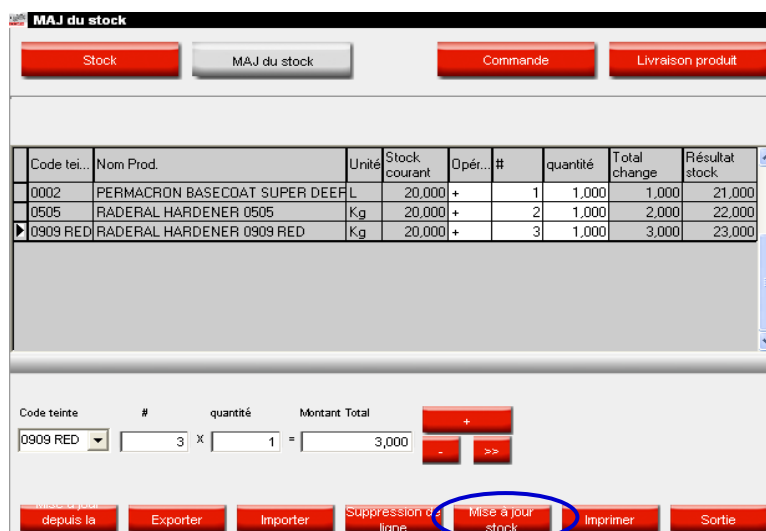 MAJ du stock
Stock MAJ du stock Commande Livraison produit
Code tei... Nom Prod. Unité Stock courant Opér... # quantité Total change Résultat stock
0002 PERMACRON BASECOAT SUPER DEEP L 20,000 + 1 1,000 1,000 21,000
0505 RADERAL HARDENER 0505 Kg 20,000 + 2 1,000 2,000 22,000
0909 RED RADERAL HARDENER 0909 RED Kg 20,000 + 3 1,000 3,000 23,000
Code teinte # quantité Montant Total
0909 RED 3 X 1 = 3,000
+
- >>
Mise à jour depuis la Exporter Importer Suppression de ligne Mise à jour stock Imprimer Sortie